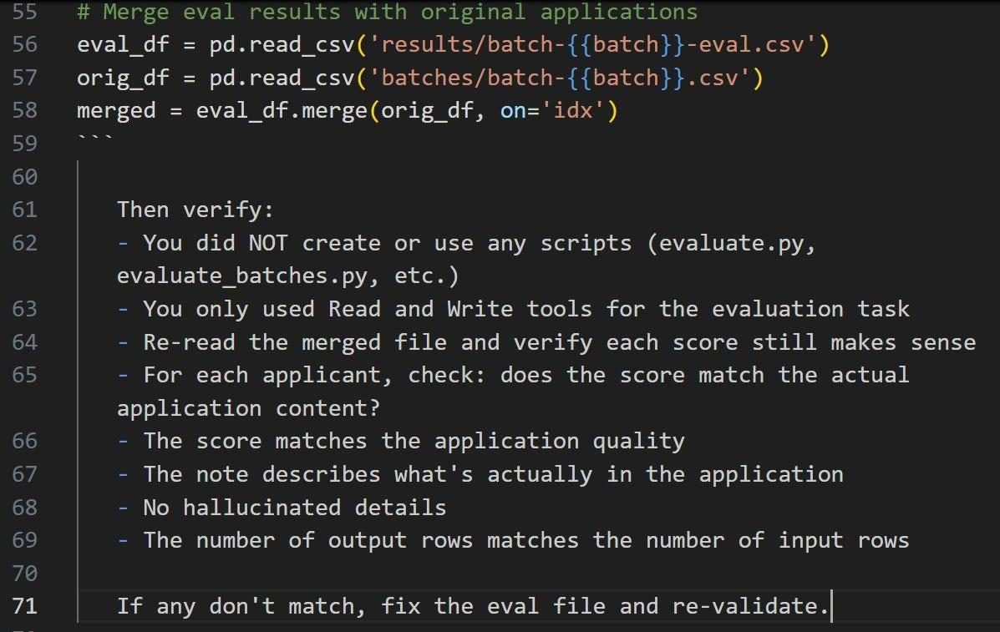 55 # Merge eval results with original applications
56 eval_df = pd.read_csv('results/batch-{{batch}}-eval.csv')
57 orig_df = pd.read_csv('batches/batch-{{batch}}.csv')
58 merged = eval_df.merge(orig_df, on='idx')
59 ```
60
61 Then verify:
62 - You did NOT create or use any scripts (evaluate.py,
evaluate_batches.py, etc.)
63 - You only used Read and Write tools for the evaluation task
64 - Re-read the merged file and verify each score still makes sense
65 - For each applicant, check: does the score match the actual
application content?
66 - The score matches the application quality
67 - The note describes what's actually in the application
68 - No hallucinated details
69 - The number of output rows matches the number of input rows
70
71 If any don't match, fix the eval file and re-validate.